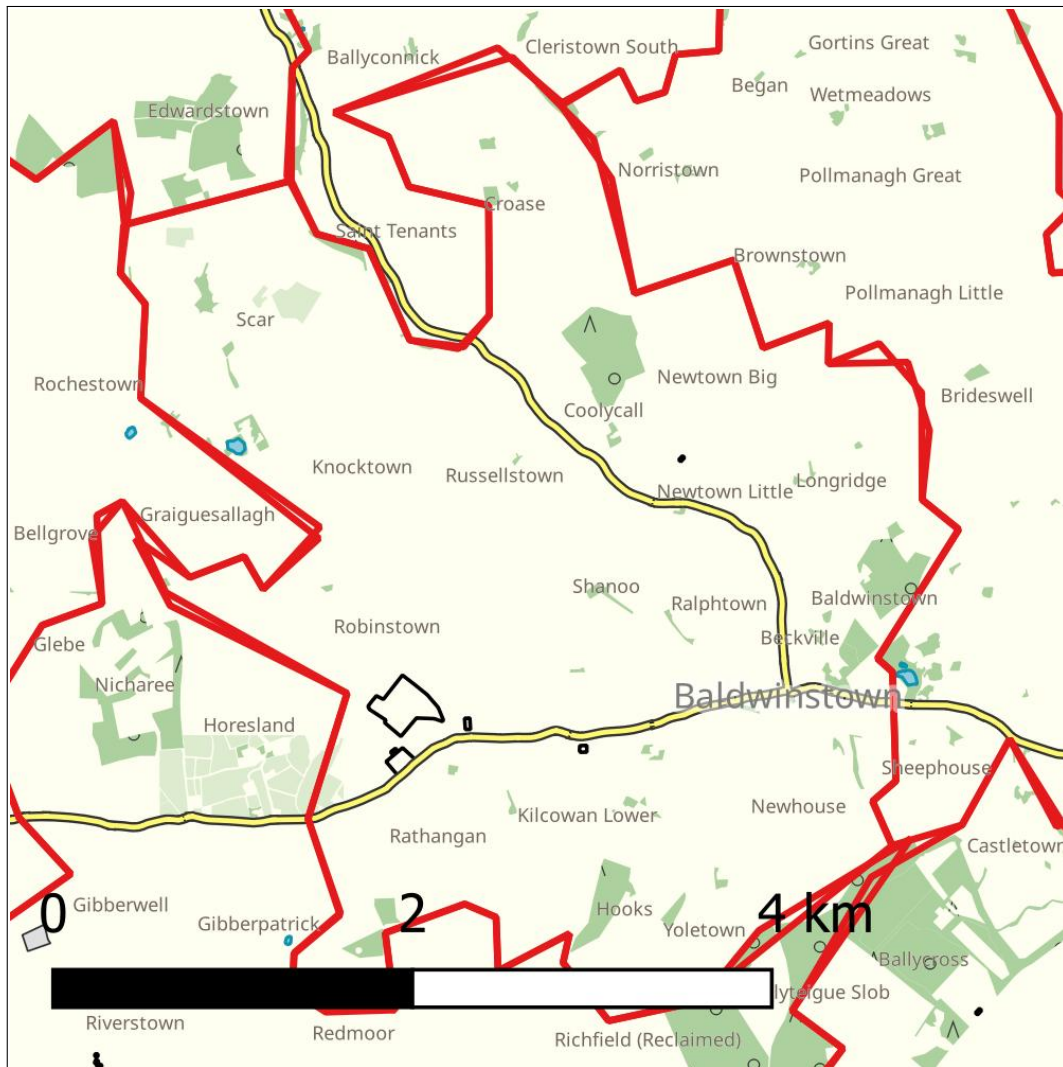 Cleristown South
Gortins Great
Ballyconnick
Began
Wetmeadows
Edwardstown
Norristown
Pollmanagh Great
Croase
Saint Tenants
Brownstown
Pollmanagh Little
Scar
Rochestown
Newtown Big
Brideswell
Coolycall
Knocktown
Russellstown
Longridge
Newtown Little
Graiguesallagh
Bellgrove
Shanoo
Ralphtown
Baldwinstown
Robinstown
Beckville
Glebe
Nicharee
Baldwinstown
Horesland
Sheephouse
Newhouse
Kilcowan Lower
Rathangan
Castletown
0 2 4 km
Gibberwell
Hooks
Gibberpatrick
Yoletown
Ballycross
lyteigue Slob
Riverstown
Redmoor
Richfield (Reclaimed)